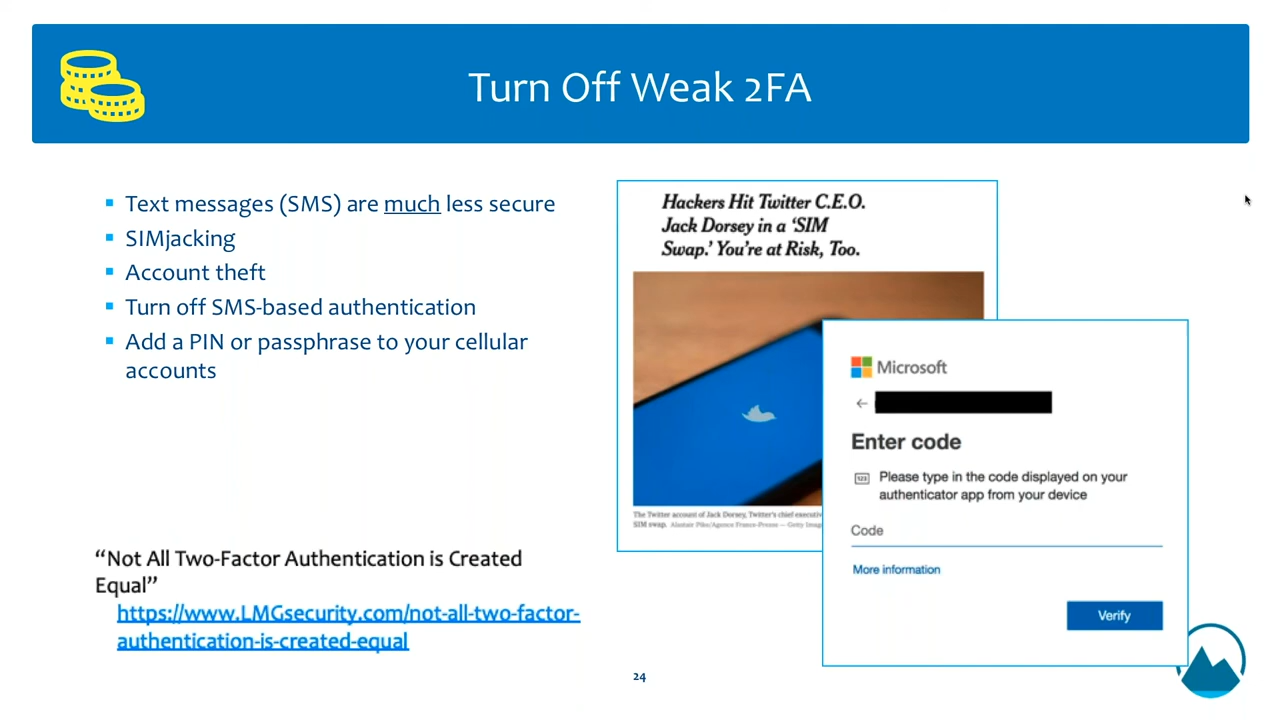 Turn Off Weak 2FA
Text messages (SMS) are much less secure
SIMjacking
Account theft
Turn off SMS-based authentication
Add a PIN or passphrase to your cellular
accounts
"Not All Two-Factor Authentication is Created
Equal"
https://www.LMGsecurity.com/not-all-two-factor-
authentication-is-created-equal
Hackers Hit Twitter C.E.O.
Jack Dorsey in a 'SIM
Swap.' You're at Risk, Too.
The Twitter account of Jack Dorsey, Twitter's chief executiv
SIM swap. Alastair Pike/Agence France-Presse — Getty Imag
Microsoft
Enter code
123
Please type in the code displayed on your
authenticator app from your device
Code
More information
Verify
24